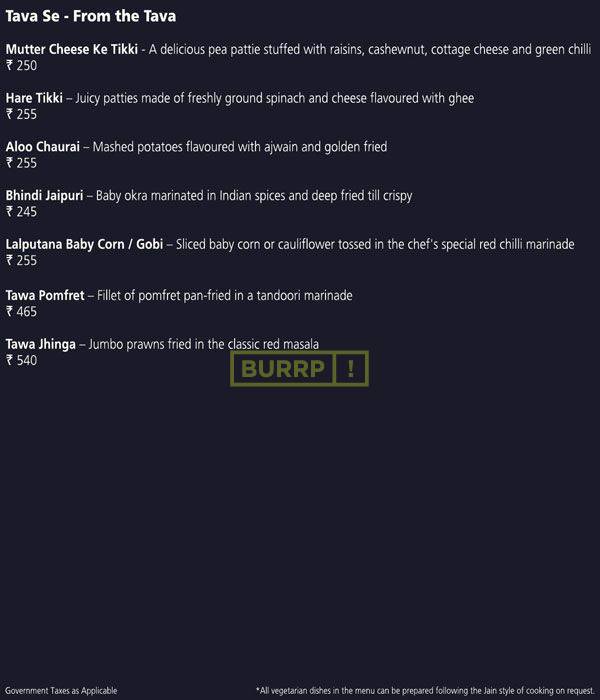 Tava Se - From the Tava
Mutter Cheese Ke Tikki - A delicious pea pattie stuffed with raisins, cashewnut, cottage cheese and green chilli
₹ 250
Hare Tikki – Juicy patties made of freshly ground spinach and cheese flavoured with ghee
₹ 255
Aloo Chaurai – Mashed potatoes flavoured with ajwain and golden fried
₹ 255
Bhindi Jaipuri – Baby okra marinated in Indian spices and deep fried till crispy
₹ 245
Lalputana Baby Corn / Gobi – Sliced baby corn or cauliflower tossed in the chef's special red chilli marinade
₹ 255
Tawa Pomfret – Fillet of pomfret pan-fried in a tandoori marinade
₹ 465
Tawa Jhinga – Jumbo prawns fried in the classic red masala
₹ 540
BURRP !
Government Taxes as Applicable
*All vegetarian dishes in the menu can be prepared following the Jain style of cooking on request.